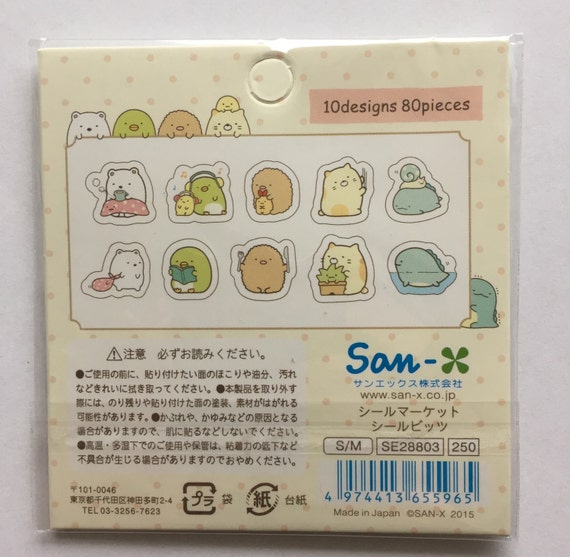 10designs 80pieces
⚠注意 必ずお読みください。
●ご使用の前に、貼り付けたい面のほこりや油分、汚れ
などきれいに拭き取ってください。●本製品を取り外す
際には、のり残りや貼り付け面の塗装、素材がはがれる
可能性があります。●かぶれや、かゆみなどの原因となる
場合がありますので、肌に貼るなどしないでください。
●高温・多湿下でのご使用や保管は、粘着力の低下など
不具合が生じる場合がありますのでおやめください。
〒101-0046
東京都千代田区神田多町2-4
TEL 03-3256-7623
プラ 袋 紙 台紙
San-X
サンエックス株式会社
www.san-x.co.jp
シールマーケット
シールビッツ
S/M SE28803 250
4 974413 655965
Made in Japan ©SAN-X 2015